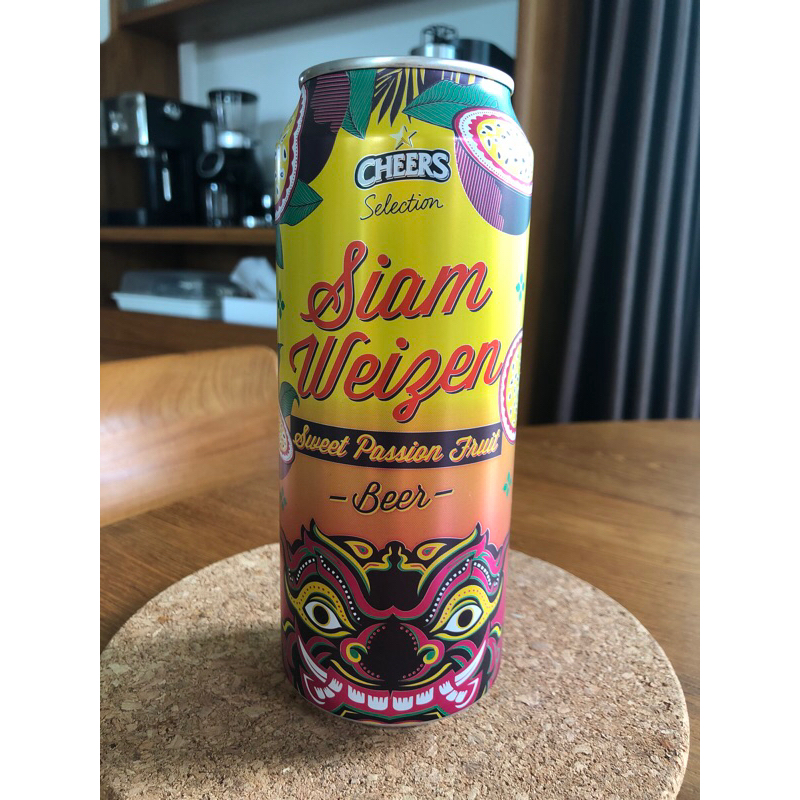 CHEERS
Selection
Siam
Weizen
Sweet Passion Fruit
-Beer-